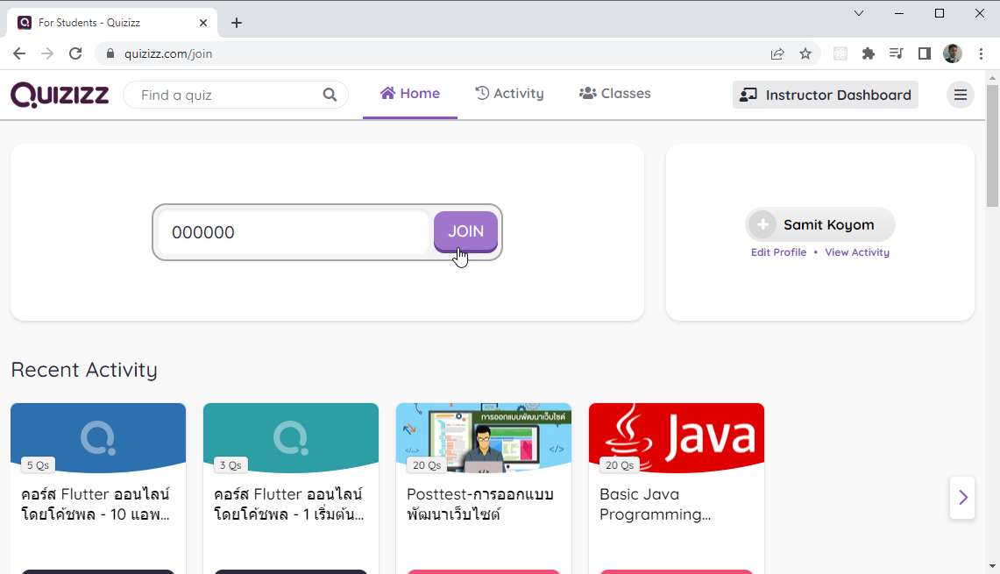 For Students - Quizizz
quizizz.com/join
QUIZIZZ
Find a quiz
Home
Activity
Classes
Instructor Dashboard
000000
JOIN
Samit Koyom
Edit Profile • View Activity
Recent Activity
5 Qs
คอร์ส Flutter ออนไลน์
โดยโค้ชพล - 10 แอพ...
3 Qs
คอร์ส Flutter ออนไลน์
โดยโค้ชพล - 1 เริ่มต้น...
การออกแบบพัฒนาเว็บไซต์
</>
20 Qs
Posttest-การออกแบบ
พัฒนาเว็บไซต์
Java
20 Qs
Basic Java
Programming...